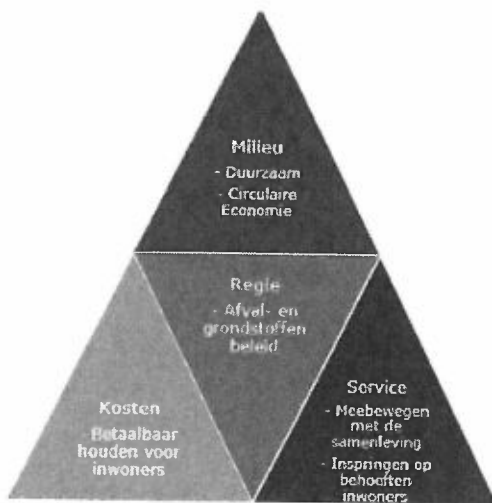 Milieu
- Duurzaam
- Circulaire
Economie
Regie
- Afval- en
grondstoffen
beleid
Kosten
- Betaalbaar
houden voor
inwoners
Service
- Meebewegen
met de
samenleving
- Inspringen op
behoeften
inwoners